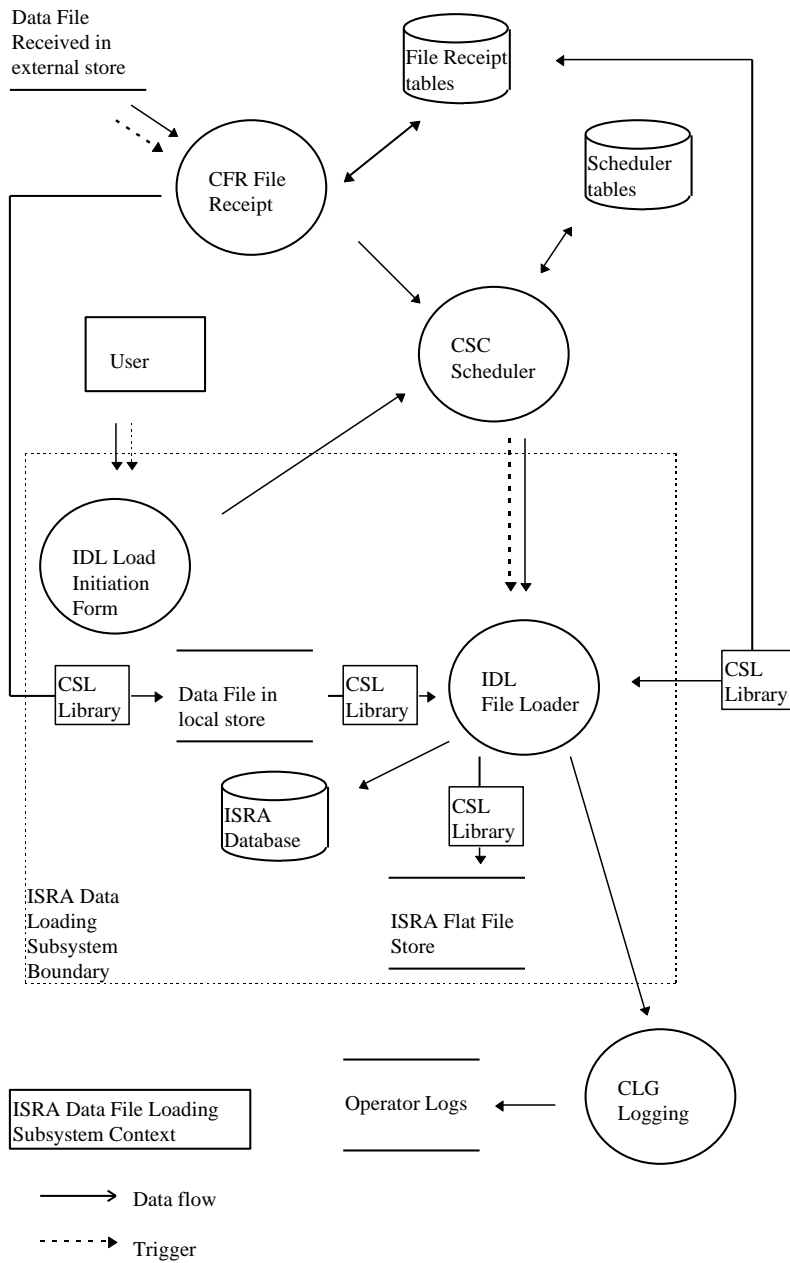 Data File
Received in
external store
File Receipt
tables
Scheduler
tables
CFR File
Receipt
CSC
Scheduler
User
IDL Load
Initiation
Form
CSL
Library
Data File in
local store
CSL
Library
IDL
File Loader
CSL
Library
ISRA
Database
CSL
Library
ISRA Data
Loading
Subsystem
Boundary
ISRA Flat File
Store
CLG
Logging
Operator Logs
ISRA Data File Loading
Subsystem Context
Data flow
Trigger